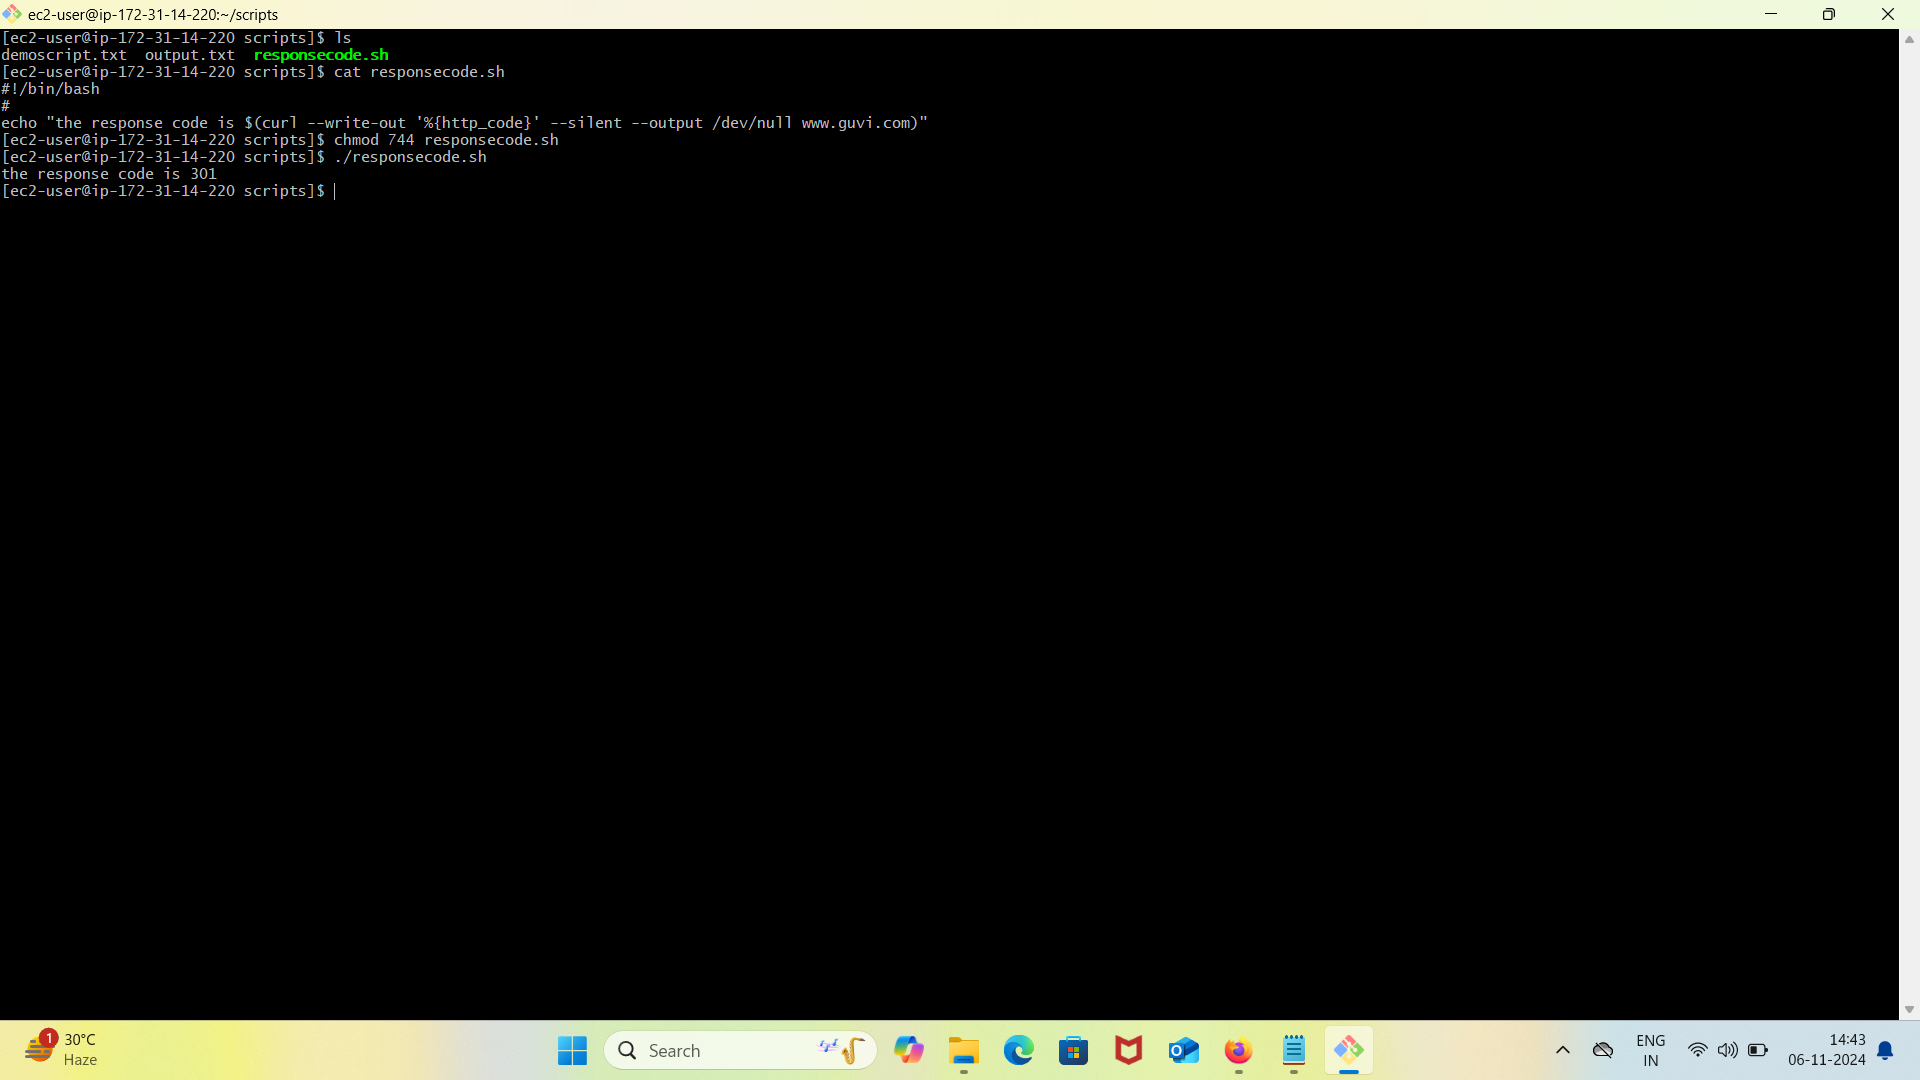 ec2-user@ip-172-31-14-220:~/scripts
[ec2-user@ip-172-31-14-220 scripts]$ ls
demoscript.txt  output.txt  responsecode.sh
[ec2-user@ip-172-31-14-220 scripts]$ cat responsecode.sh
#!/bin/bash
#
echo "the response code is $(curl --write-out '%{http_code}' --silent --output /dev/null www.guvi.com)"
[ec2-user@ip-172-31-14-220 scripts]$ chmod 744 responsecode.sh
[ec2-user@ip-172-31-14-220 scripts]$ ./responsecode.sh
the response code is 301
[ec2-user@ip-172-31-14-220 scripts]$
1
30°C
Haze
Search
ENG
IN
14:43
06-11-2024